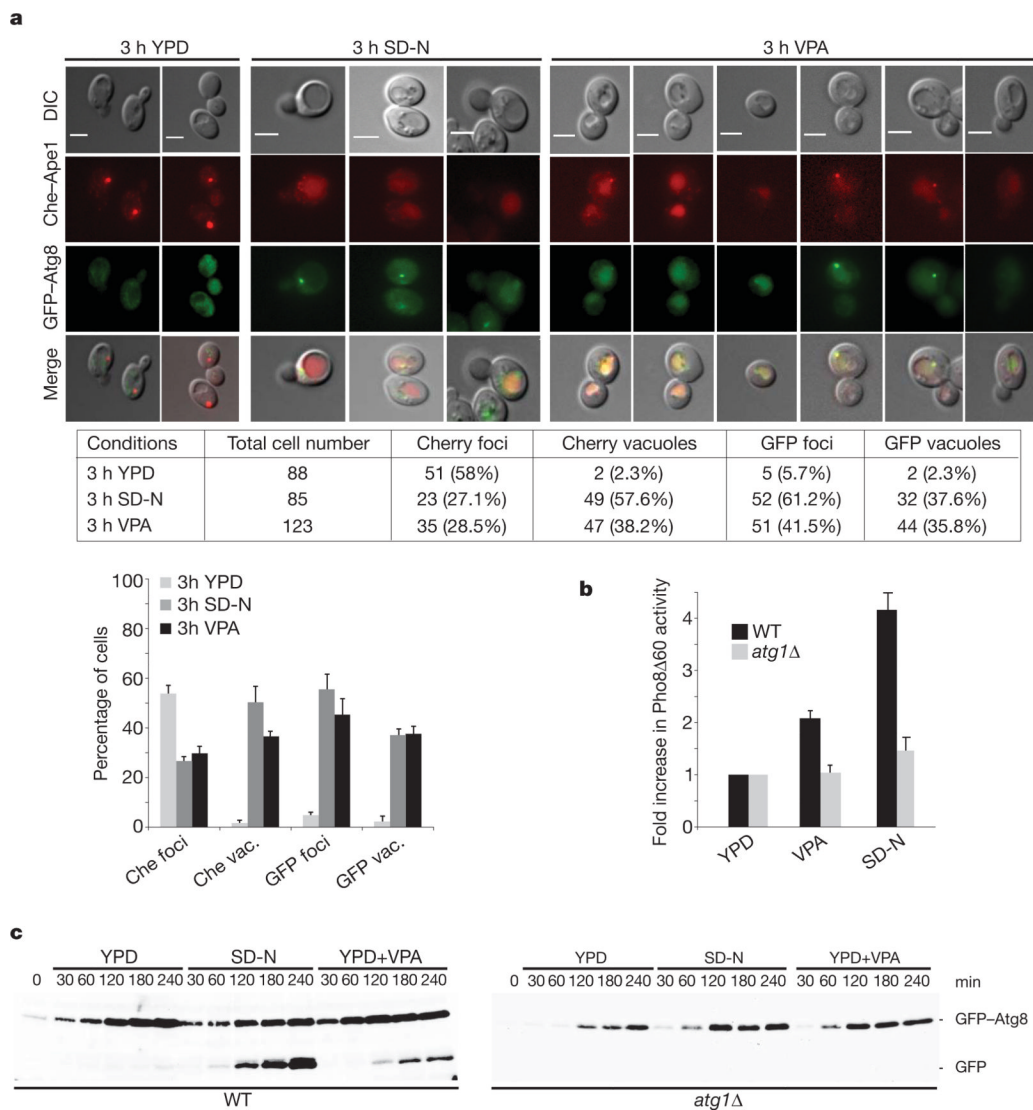 a
3 h YPD 3 h SD-N 3 h VPA
DIC
Che–Ape1
GFP–Atg8
Merge
Conditions Total cell number Cherry foci Cherry vacuoles GFP foci GFP vacuoles
3 h YPD 88 51 (58%) 2 (2.3%) 5 (5.7%) 2 (2.3%)
3 h SD-N 85 23 (27.1%) 49 (57.6%) 52 (61.2%) 32 (37.6%)
3 h VPA 123 35 (28.5%) 47 (38.2%) 51 (41.5%) 44 (35.8%)
Percentage of cells
100
80
60
40
20
0
3h YPD
3h SD-N
3h VPA
Che foci Che vac. GFP foci GFP vac.
b
Fold increase in Pho8Δ60 activity
4
3
2
1
0
WT
atg1Δ
YPD VPA SD-N
c
YPD SD-N YPD+VPA
0 30 60 120 180 240 30 60 120 180 240 30 60 120 180 240
WT
YPD SD-N YPD+VPA
0 30 60 120 180 240 30 60 120 180 240 30 60 120 180 240 min
GFP–Atg8
GFP
atg1Δ